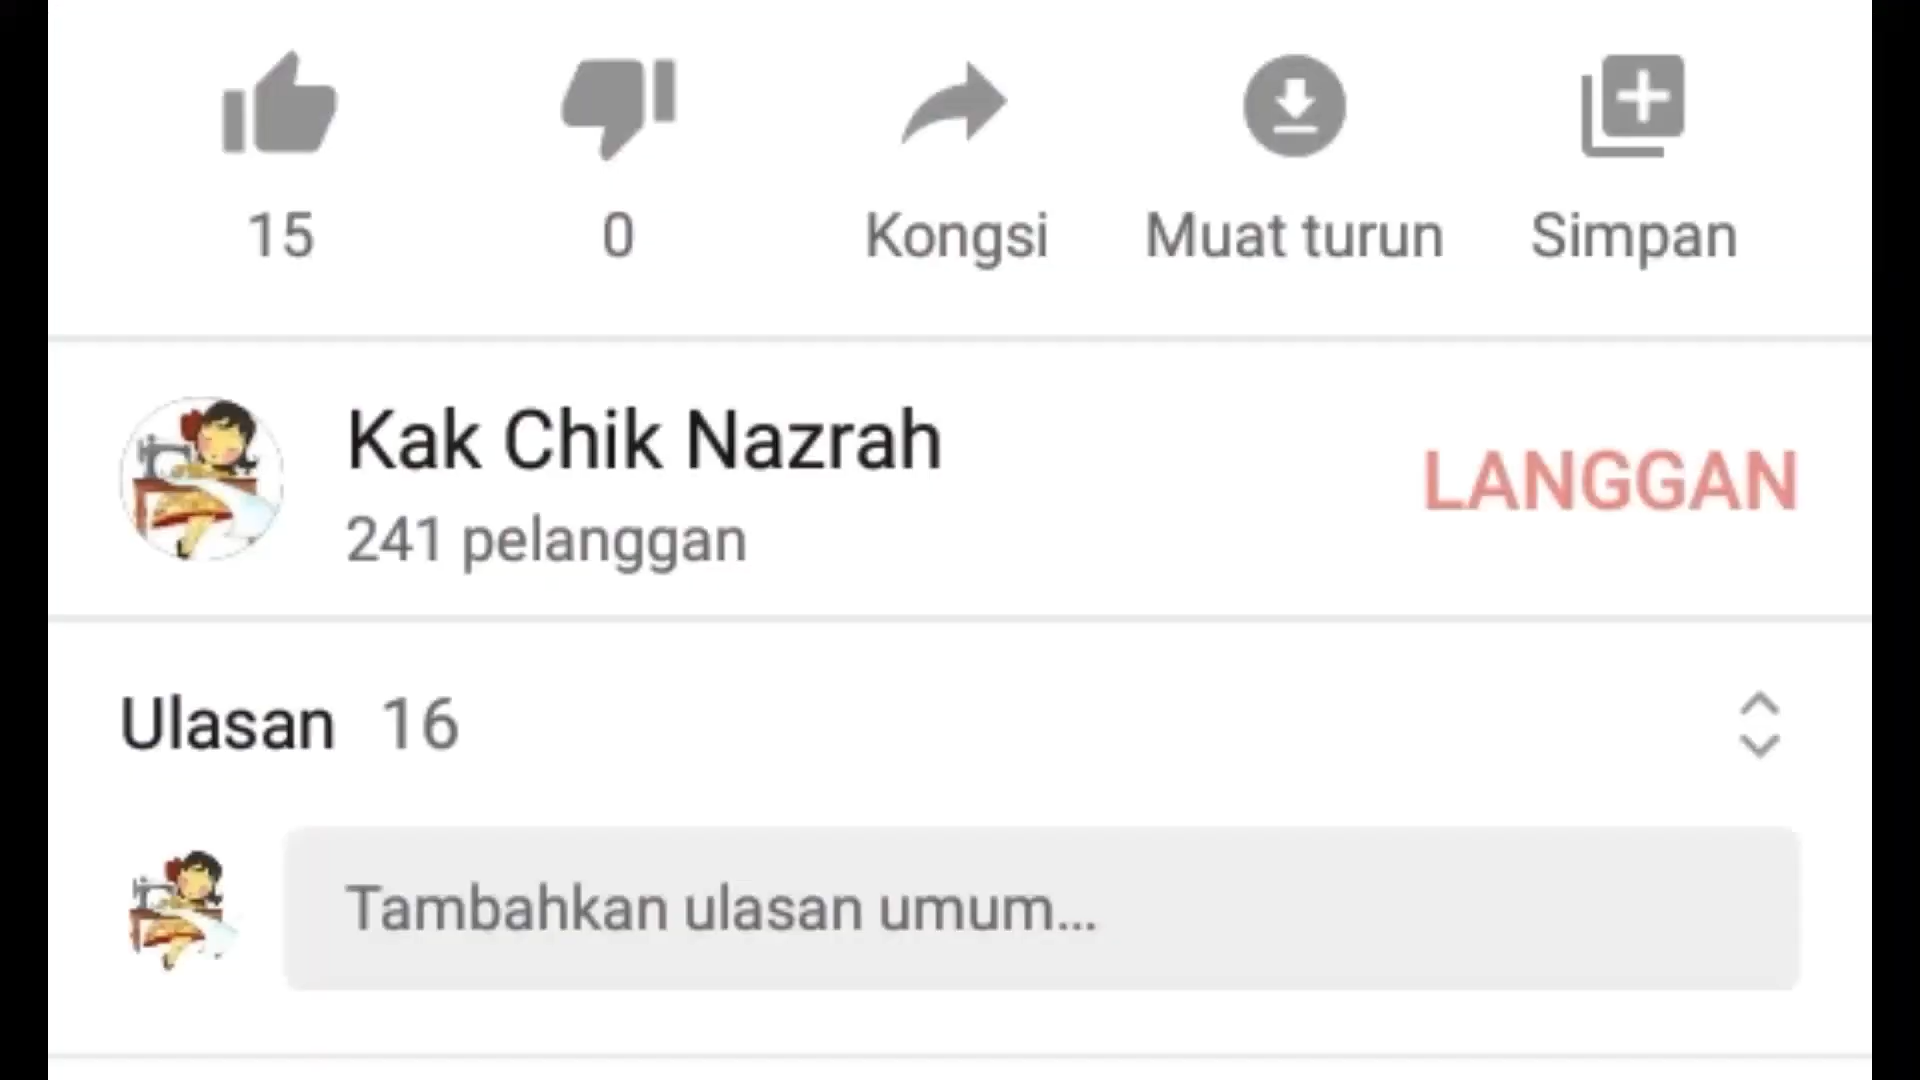 15 0 Kongsi Muat turun Simpan
Kak Chik Nazrah
241 pelanggan
LANGGAN
Ulasan 16
Tambahkan ulasan umum...